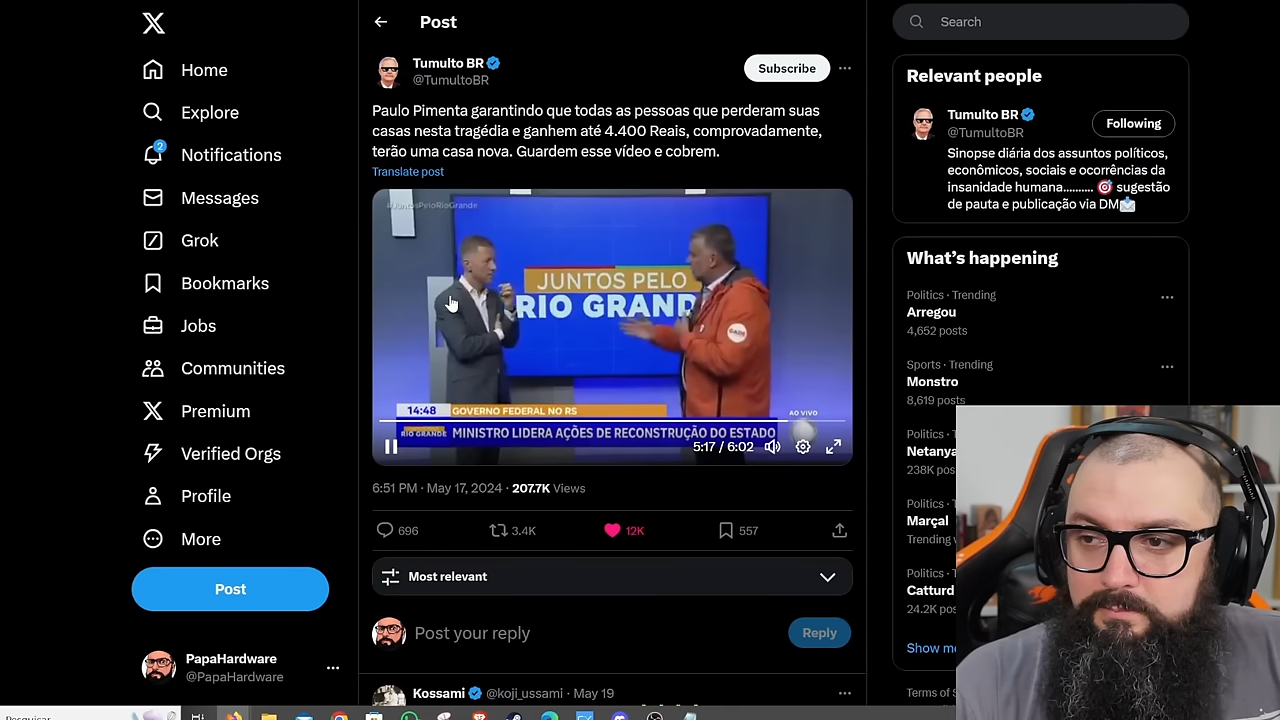 Home
Explore
2
Notifications
Messages
Grok
Bookmarks
Jobs
Communities
Premium
Verified Orgs
Profile
More
Post
PapaHardware
@PapaHardware
Post
Tumulto BR
@TumultoBR
Subscribe
Paulo Pimenta garantindo que todas as pessoas que perderam suas
casas nesta tragédia e ganhem até 4.400 Reais, comprovadamente,
terão uma casa nova. Guardem esse vídeo e cobrem.
Translate post
#JuntosPeloRioGrande
JUNTOS PELO
RIO GRAND
14:48 GOVERNO FEDERAL NO RS
AO VIVO
RIO GRANDE MINISTRO LIDERA AÇÕES DE RECONSTRUÇÃO DO ESTADO
5:17 / 6:02
6:51 PM · May 17, 2024 · 207.7K Views
696 3.4K 12K 557
Most relevant
Post your reply
Reply
Kossami @koji_ussami · May 19
Search
Relevant people
Tumulto BR
@TumultoBR
Following
Sinopse diária dos assuntos políticos,
econômicos, sociais e ocorrências da
insanidade humana.......... sugestão
de pauta e publicação via DM
What's happening
Politics · Trending
Arregou
4,652 posts
Sports · Trending
Monstro
8,619 posts
Politics ·
Netanya
238K pos
Politics ·
Marçal
Trending
Politics ·
Catturd
24.2K pos
Show m
Terms of S
Pesquisar